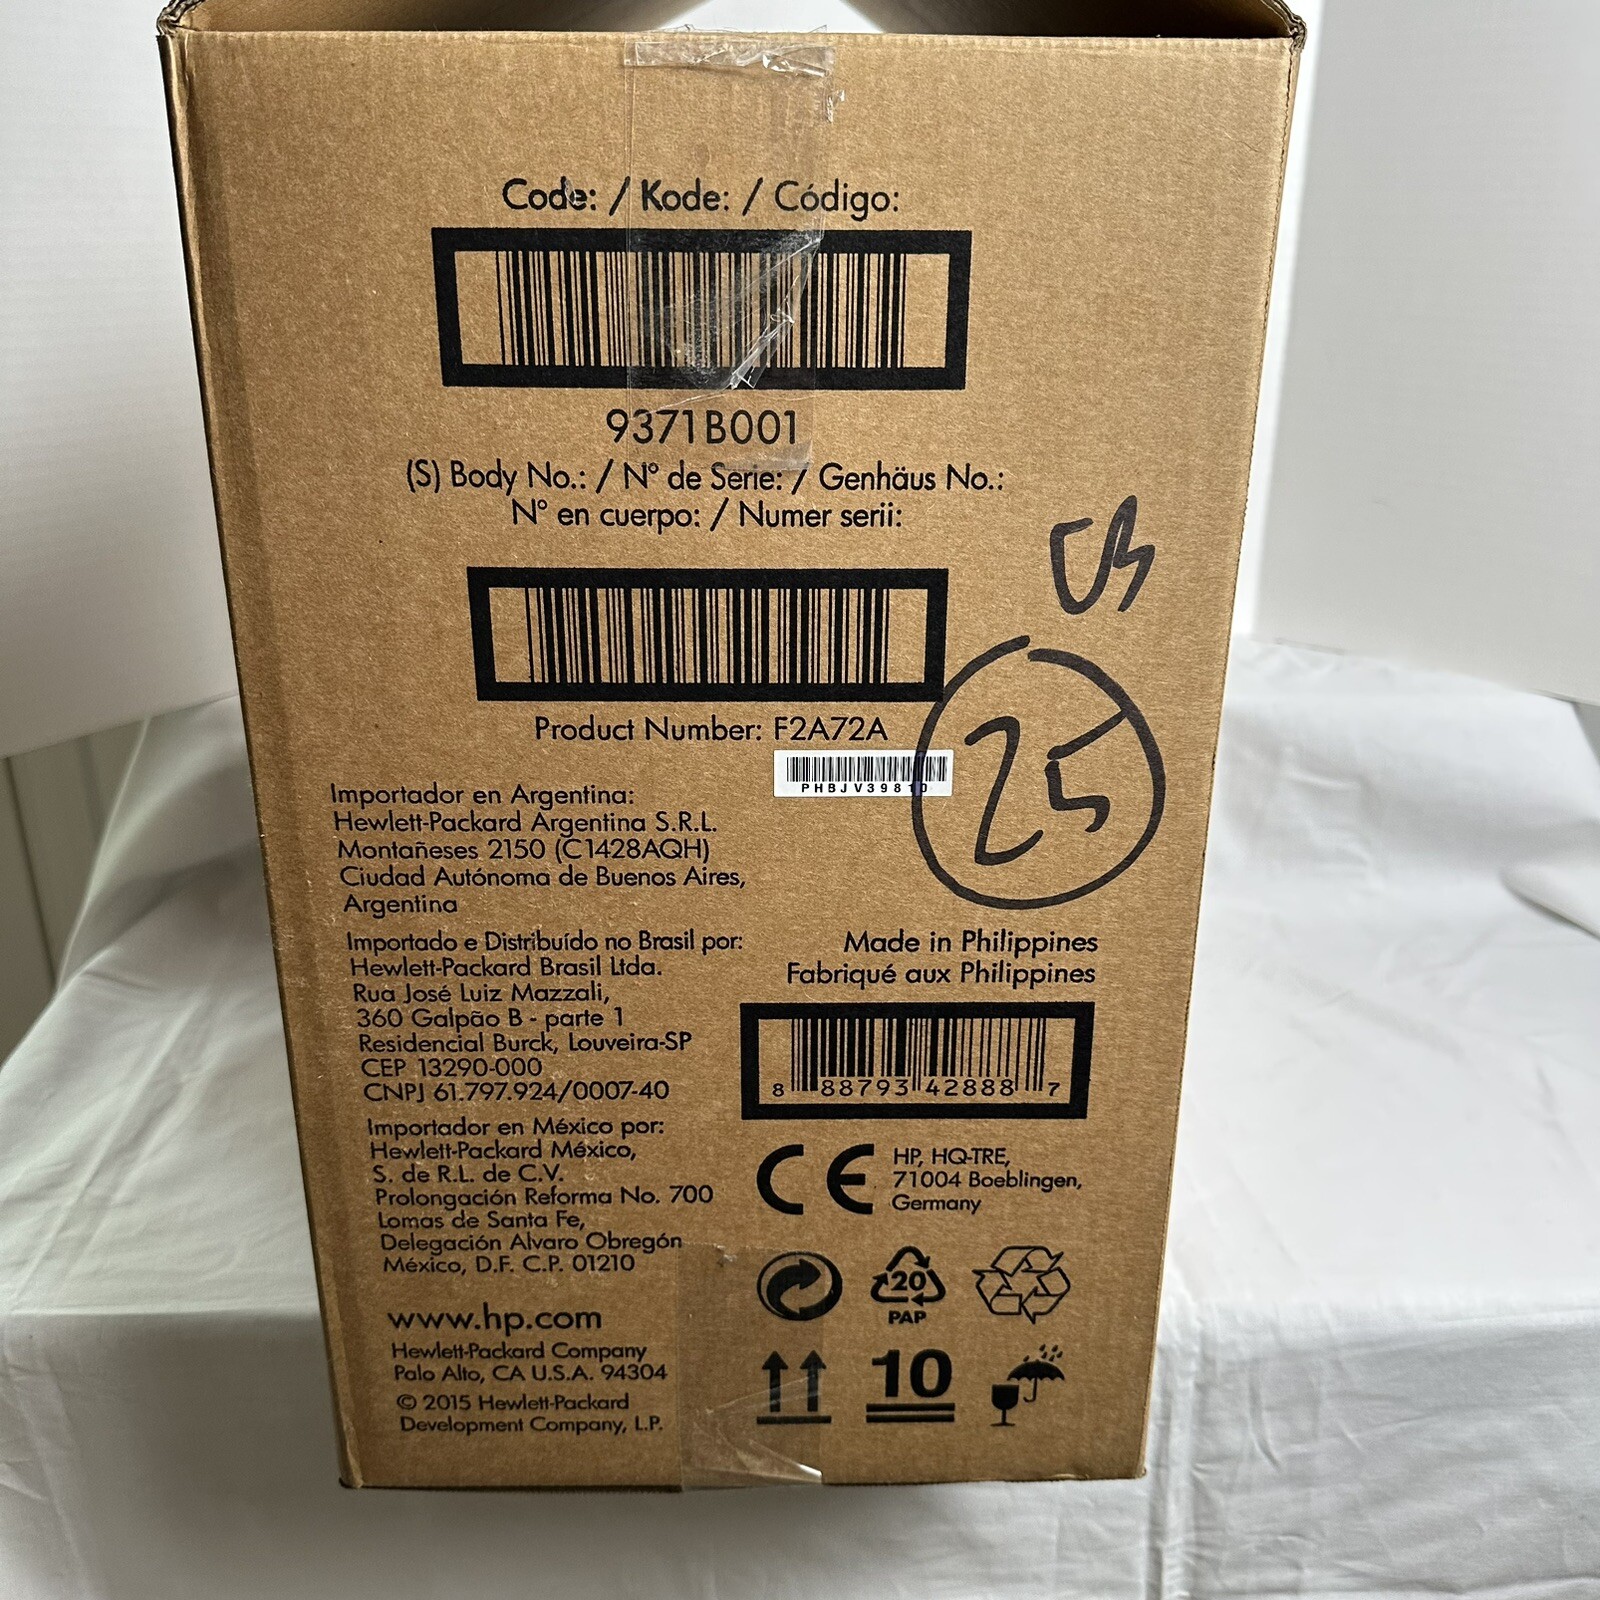 Code: / Kode: / Código:
9371B001
(S) Body No.: / N° de Serie: / Genhäus No.:
N° en cuerpo: / Numer serii:
Product Number: F2A72A
PHBJV39810
25
Importador en Argentina:
Hewlett-Packard Argentina S.R.L.
Montañeses 2150 (C1428AQH)
Ciudad Autónoma de Buenos Aires,
Argentina
Importado e Distribuído no Brasil por:
Hewlett-Packard Brasil Ltda.
Rua José Luiz Mazzali,
360 Galpão B - parte 1
Residencial Burck, Louveira-SP
CEP 13290-000
CNPJ 61.797.924/0007-40
Importador en México por:
Hewlett-Packard México,
S. de R.L. de C.V.
Prolongación Reforma No. 700
Lomas de Santa Fe,
Delegación Alvaro Obregón
México, D.F. C.P. 01210
www.hp.com
Hewlett-Packard Company
Palo Alto, CA U.S.A. 94304
© 2015 Hewlett-Packard
Development Company, L.P.
Made in Philippines
Fabriqué aux Philippines
8 88793 42888 7
CE HP, HQ-TRE,
71004 Boeblingen,
Germany
20
PAP
10